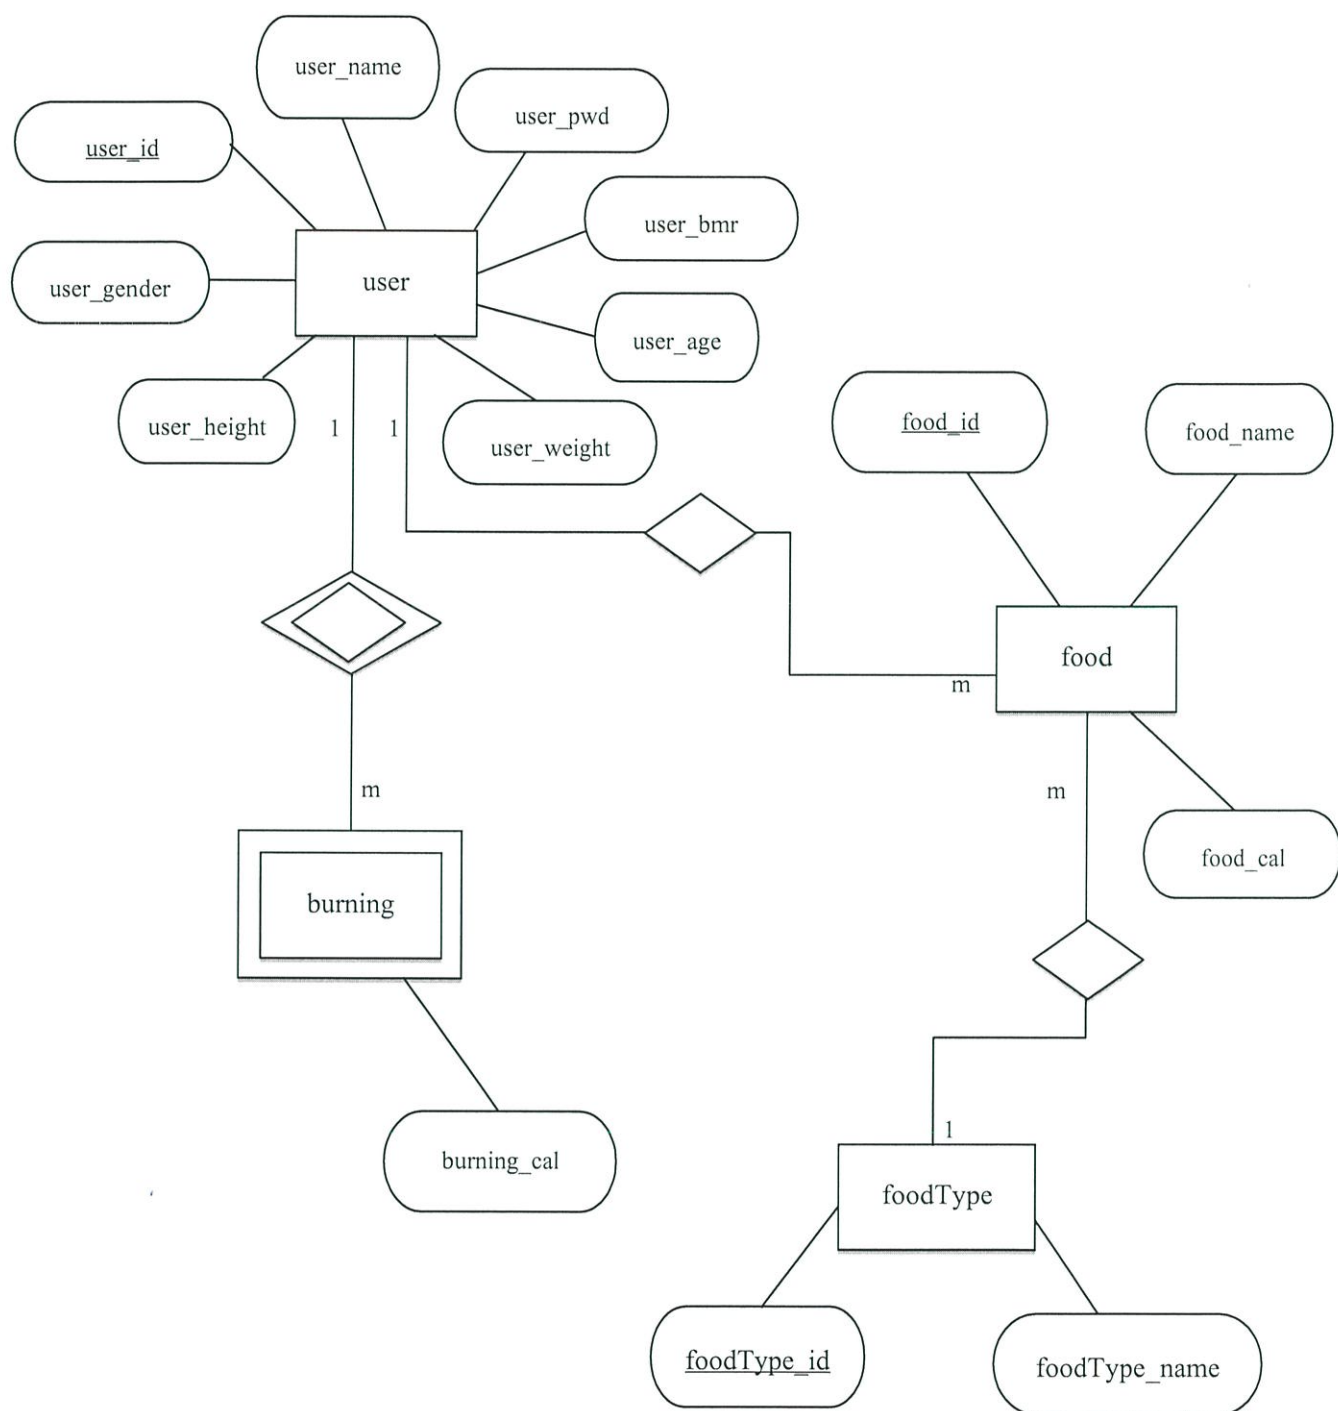 user_name
user_pwd
user_id
user_bmr
user
user_gender
user_age
user_height
1
1
user_weight
food_id
food_name
food
m
m
m
food_cal
burning
burning_cal
1
foodType
foodType_id
foodType_name